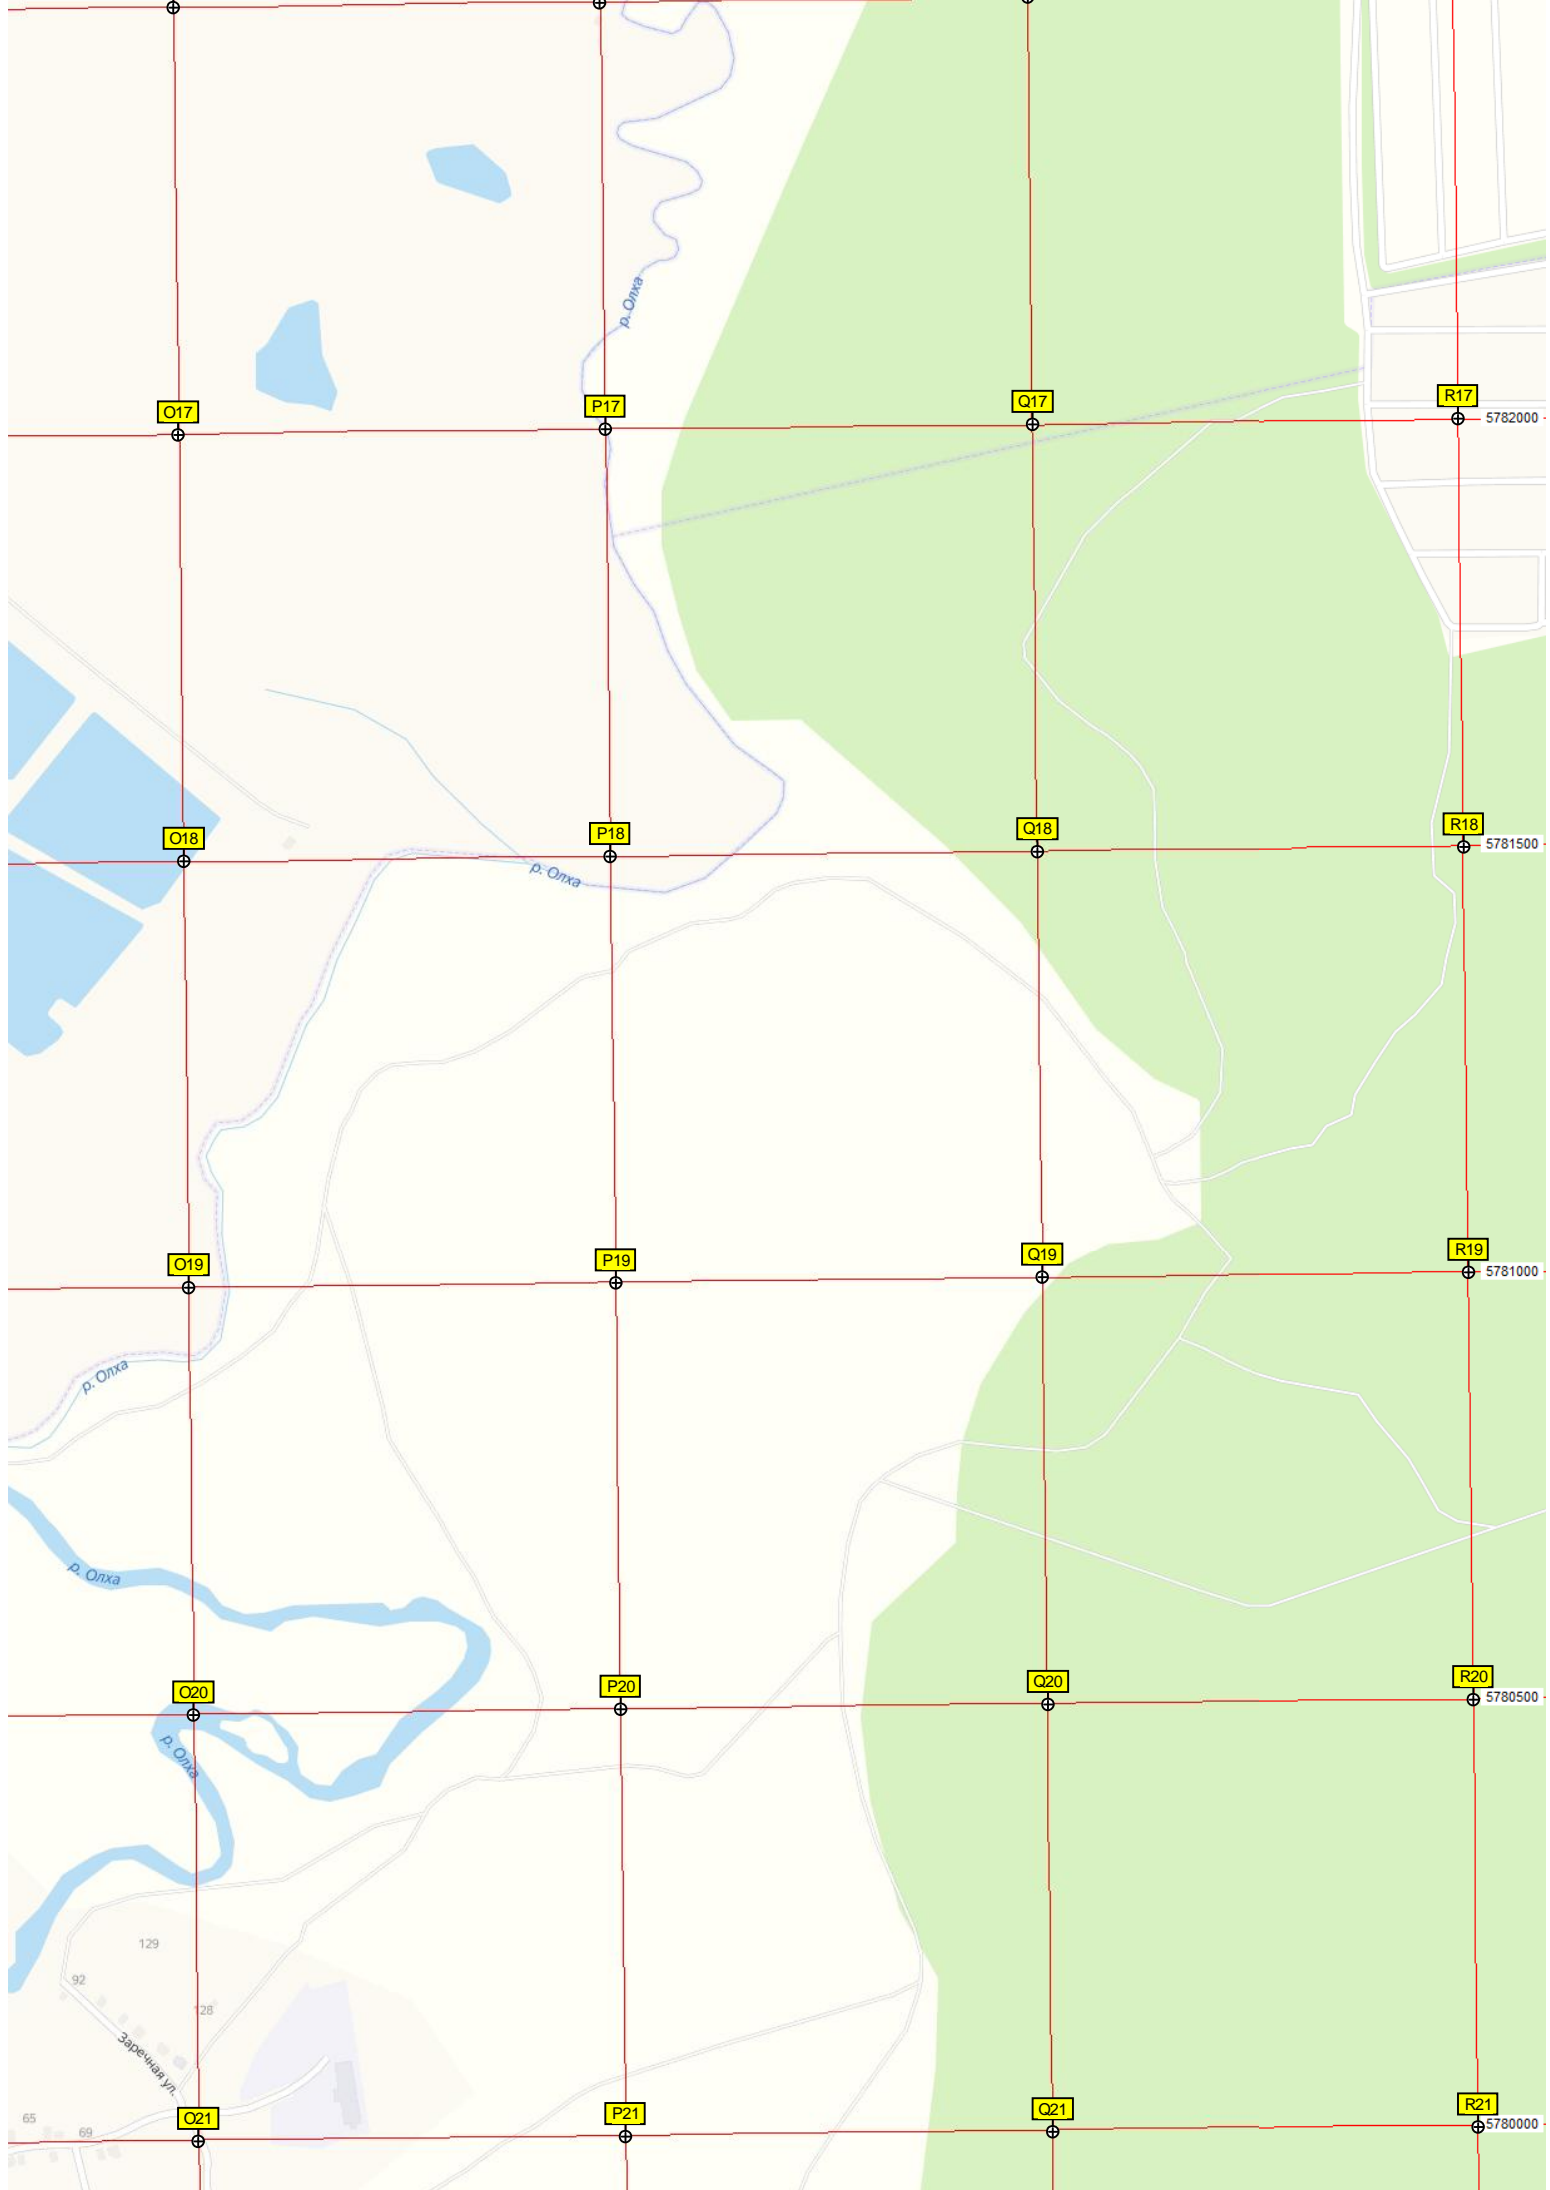 р. Олха
O17
P17
Q17
R17
5782000
O18
P18
Q18
R18
5781500
р. Олха
O19
P19
Q19
R19
5781000
р. Олха
р. Олха
O20
P20
Q20
R20
5780500
р. Олха
129
92
128
Заречная ул.
65
69
O21
P21
Q21
R21
5780000